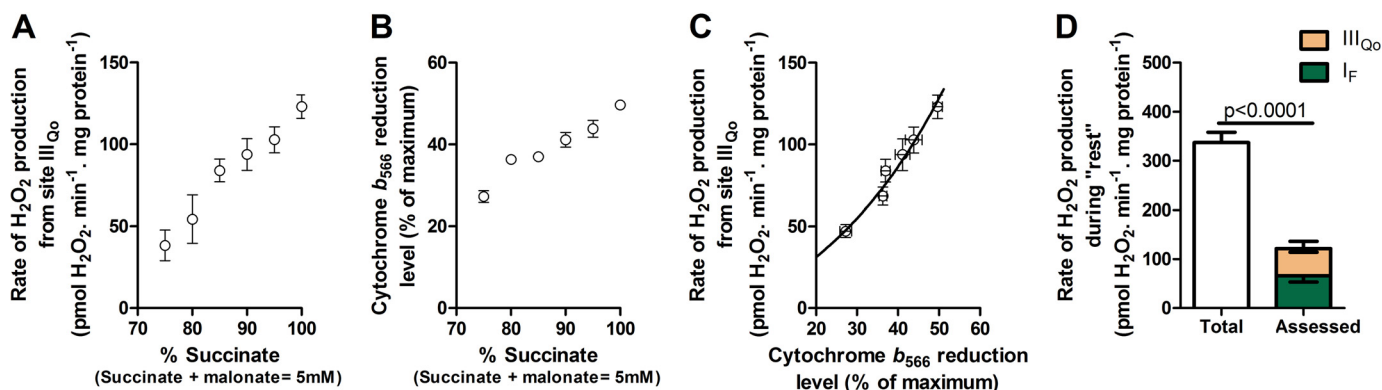 A
Rate of H2O2 production
from site IIIQo
(pmol H2O2. min-1. mg protein-1)
150
100
50
0
70
80
90
100
% Succinate
(Succinate + malonate= 5mM)
B
Cytochrome b566 reduction
level (% of maximum)
60
40
20
0
70
80
90
100
% Succinate
(Succinate + malonate= 5mM)
C
Rate of H2O2 production
from site IIIQo
(pmol H2O2. min-1. mg protein-1)
150
100
50
0
20
30
40
50
60
Cytochrome b566 reduction
level (% of maximum)
D
IIIQo
IF
Rate of H2O2 production
during "rest"
(pmol H2O2. min-1. mg protein-1)
500
400
300
200
100
0
p<0.0001
Total
Assessed